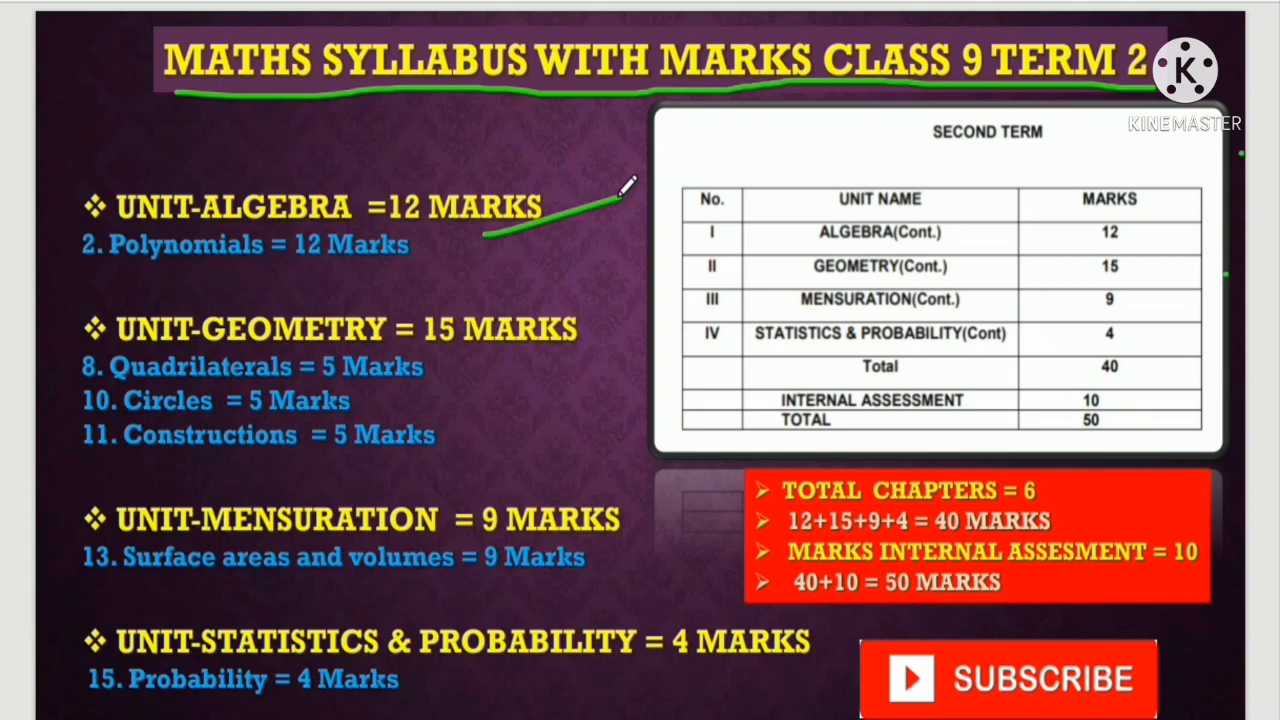 MATHS SYLLABUS WITH MARKS CLASS 9 TERM 2
K
KINEMASTER
❖ UNIT-ALGEBRA =12 MARKS
2. Polynomials = 12 Marks
❖ UNIT-GEOMETRY = 15 MARKS
8. Quadrilaterals = 5 Marks
10. Circles = 5 Marks
11. Constructions = 5 Marks
❖ UNIT-MENSURATION = 9 MARKS
13. Surface areas and volumes = 9 Marks
❖ UNIT-STATISTICS & PROBABILITY = 4 MARKS
15. Probability = 4 Marks
SECOND TERM
No. UNIT NAME MARKS
I ALGEBRA(Cont.) 12
II GEOMETRY(Cont.) 15
III MENSURATION(Cont.) 9
IV STATISTICS & PROBABILITY(Cont) 4
Total 40
INTERNAL ASSESSMENT 10
TOTAL 50
➢ TOTAL CHAPTERS = 6
➢ 12+15+9+4 = 40 MARKS
➢ MARKS INTERNAL ASSESMENT = 10
➢ 40+10 = 50 MARKS
SUBSCRIBE